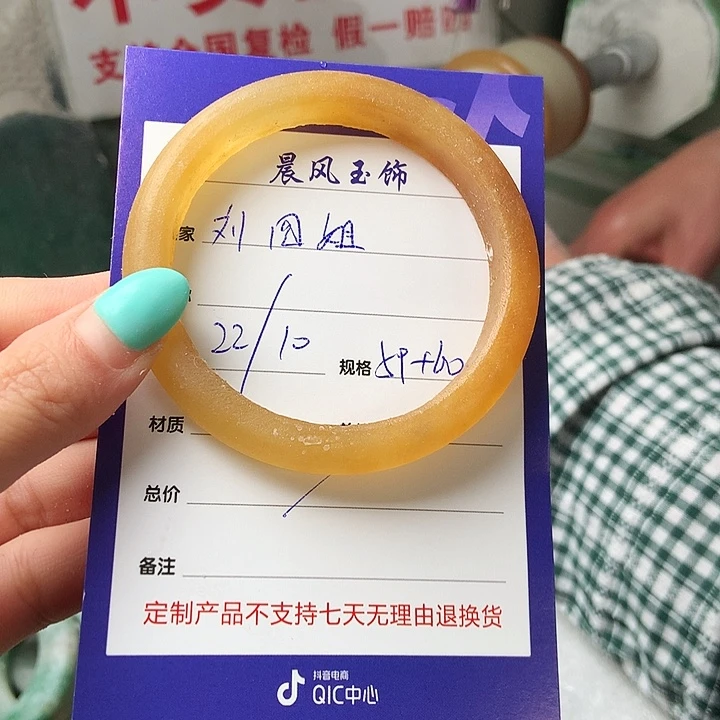 支持全国复检 假一赔
晨风玉饰
家 刘国姐
22/10 规格 59+60
材质
总价
备注
定制产品不支持七天无理由退换货
抖音电商
QIC中心